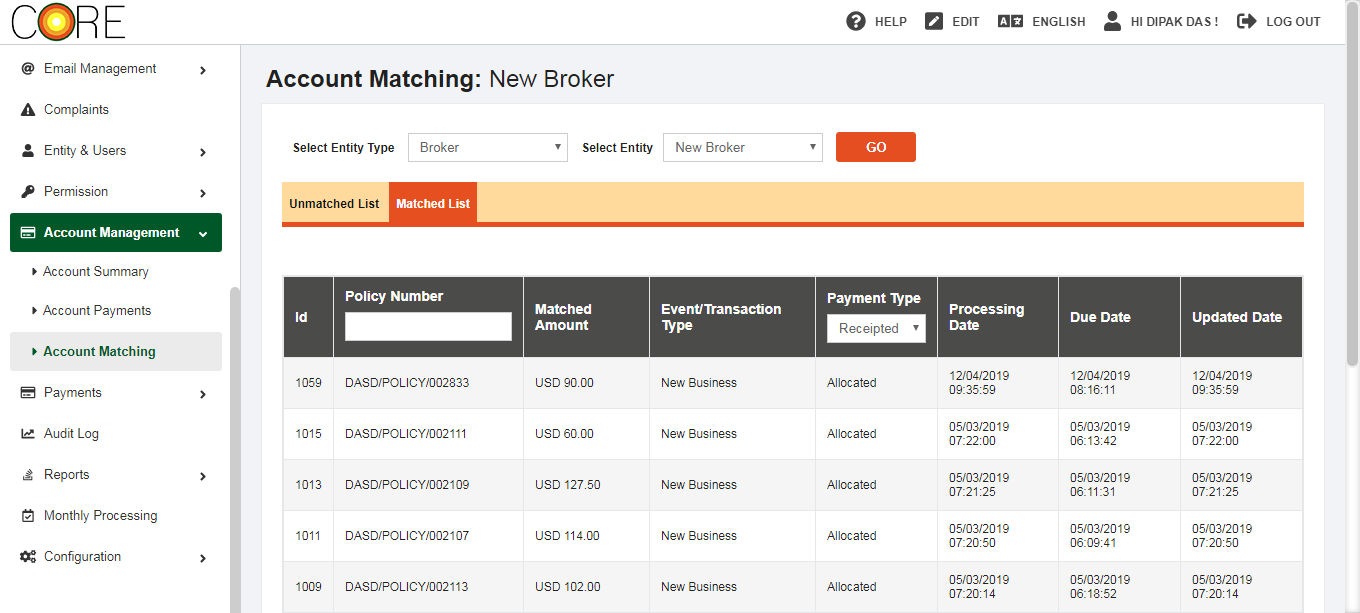 CORE
HELP
EDIT
ENGLISH
HI DIPAK DAS !
LOG OUT
Email Management
Complaints
Entity & Users
Permission
Account Management
Account Summary
Account Payments
Account Matching
Payments
Audit Log
Reports
Monthly Processing
Configuration
Account Matching: New Broker
Select Entity Type Broker Select Entity New Broker GO
Unmatched List Matched List
Id Policy Number Matched Amount Event/Transaction Type Payment Type Receipted Processing Date Due Date Updated Date
1059 DASD/POLICY/002833 USD 90.00 New Business Allocated 12/04/2019 09:35:59 12/04/2019 08:16:11 12/04/2019 09:35:59
1015 DASD/POLICY/002111 USD 60.00 New Business Allocated 05/03/2019 07:22:00 05/03/2019 06:13:42 05/03/2019 07:22:00
1013 DASD/POLICY/002109 USD 127.50 New Business Allocated 05/03/2019 07:21:25 05/03/2019 06:11:31 05/03/2019 07:21:25
1011 DASD/POLICY/002107 USD 114.00 New Business Allocated 05/03/2019 07:20:50 05/03/2019 06:09:41 05/03/2019 07:20:50
1009 DASD/POLICY/002113 USD 102.00 New Business Allocated 05/03/2019 07:20:14 05/03/2019 06:18:52 05/03/2019 07:20:14